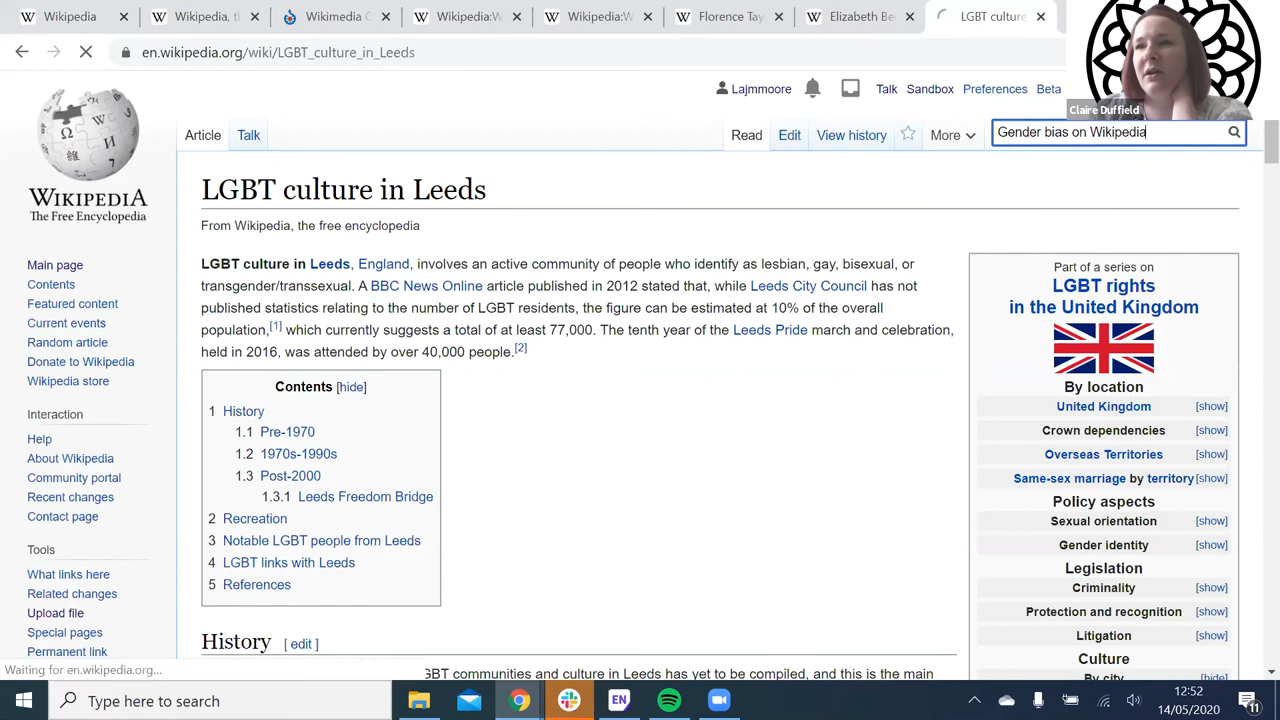 Wikipedia
Wikipedia, th
Wikimedia C
Wikipedia:W
Wikipedia:W
Florence Tay
Elizabeth Be
LGBT culture
en.wikipedia.org/wiki/LGBT_culture_in_Leeds
Claire Duffield
Lajmmoore
Talk
Sandbox
Preferences
Beta
Article
Talk
Read
Edit
View history
More
Gender bias on Wikipedia
WIKIPEDIA
The Free Encyclopedia
Main page
Contents
Featured content
Current events
Random article
Donate to Wikipedia
Wikipedia store
Interaction
Help
About Wikipedia
Community portal
Recent changes
Contact page
Tools
What links here
Related changes
Upload file
Special pages
Permanent link
Waiting for en.wikipedia.org...
LGBT culture in Leeds
From Wikipedia, the free encyclopedia
LGBT culture in Leeds, England, involves an active community of people who identify as lesbian, gay, bisexual, or
transgender/transsexual. A BBC News Online article published in 2012 stated that, while Leeds City Council has not
published statistics relating to the number of LGBT residents, the figure can be estimated at 10% of the overall
population,[1] which currently suggests a total of at least 77,000. The tenth year of the Leeds Pride march and celebration,
held in 2016, was attended by over 40,000 people.[2]
Contents [hide]
1 History
1.1 Pre-1970
1.2 1970s-1990s
1.3 Post-2000
1.3.1 Leeds Freedom Bridge
2 Recreation
3 Notable LGBT people from Leeds
4 LGBT links with Leeds
5 References
History [ edit ]
GBT communities and culture in Leeds has yet to be compiled, and this is the main
Part of a series on
LGBT rights
in the United Kingdom
By location
United Kingdom [show]
Crown dependencies [show]
Overseas Territories [show]
Same-sex marriage by territory [show]
Policy aspects
Sexual orientation [show]
Gender identity [show]
Legislation
Criminality [show]
Protection and recognition [show]
Litigation [show]
Culture
By city [hide]
Type here to search
EN
12:52
14/05/2020
11